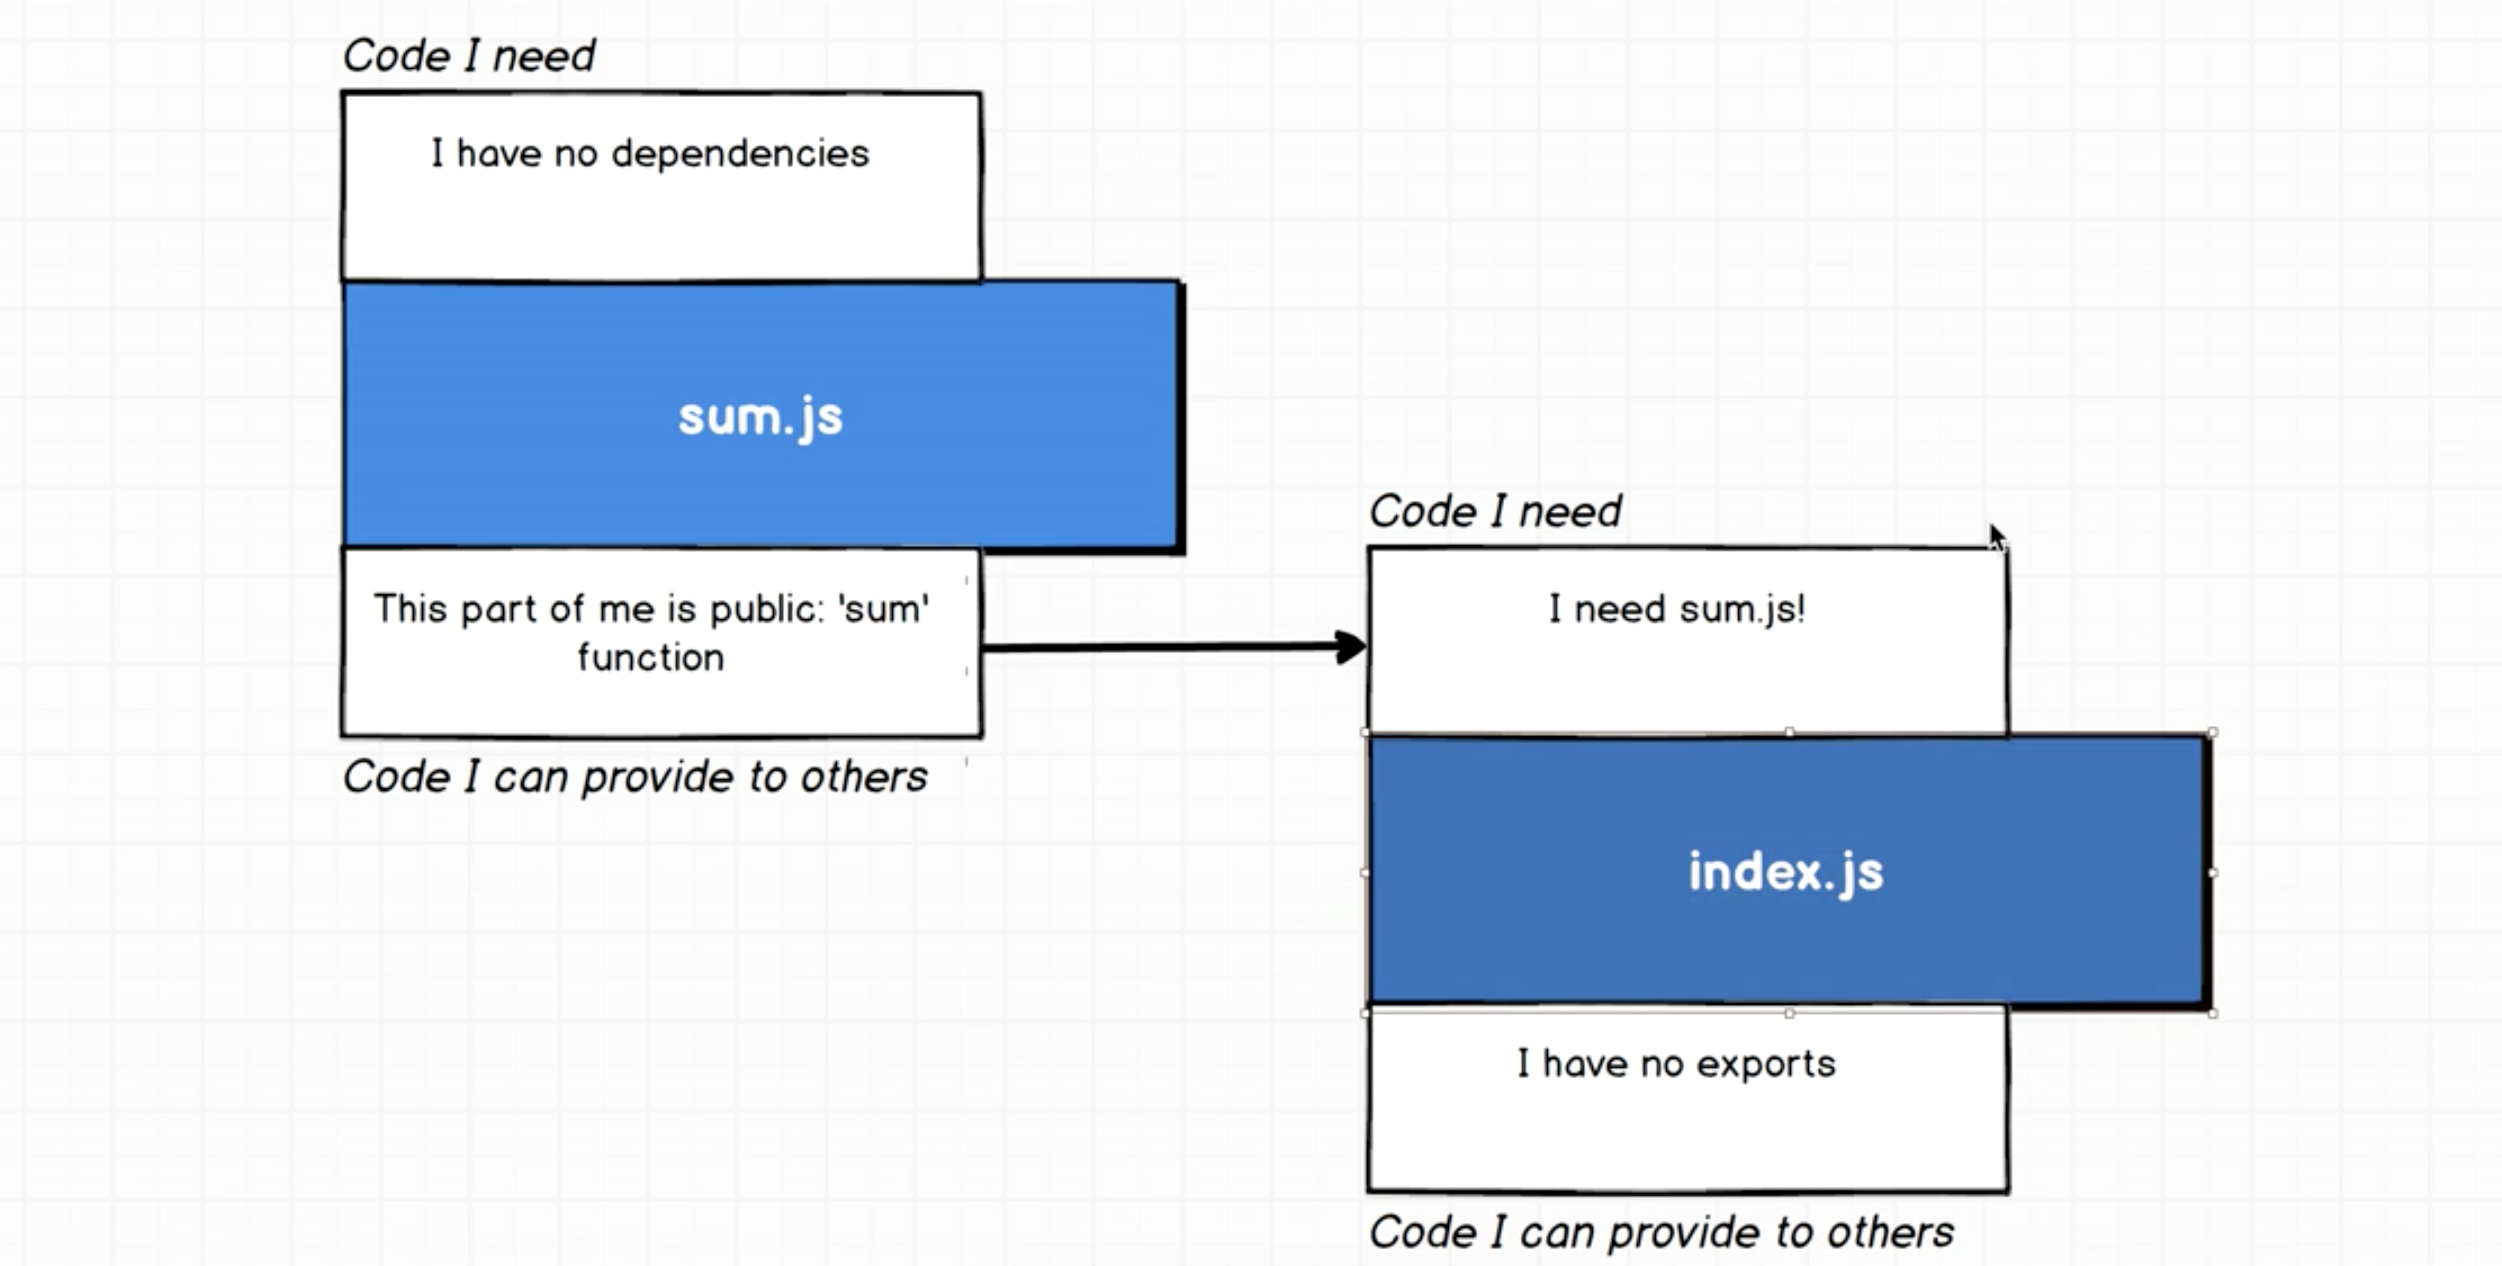 Code I need
I have no dependencies
sum.js
This part of me is public: 'sum'
function
Code I can provide to others
Code I need
I need sum.js!
index.js
I have no exports
Code I can provide to others